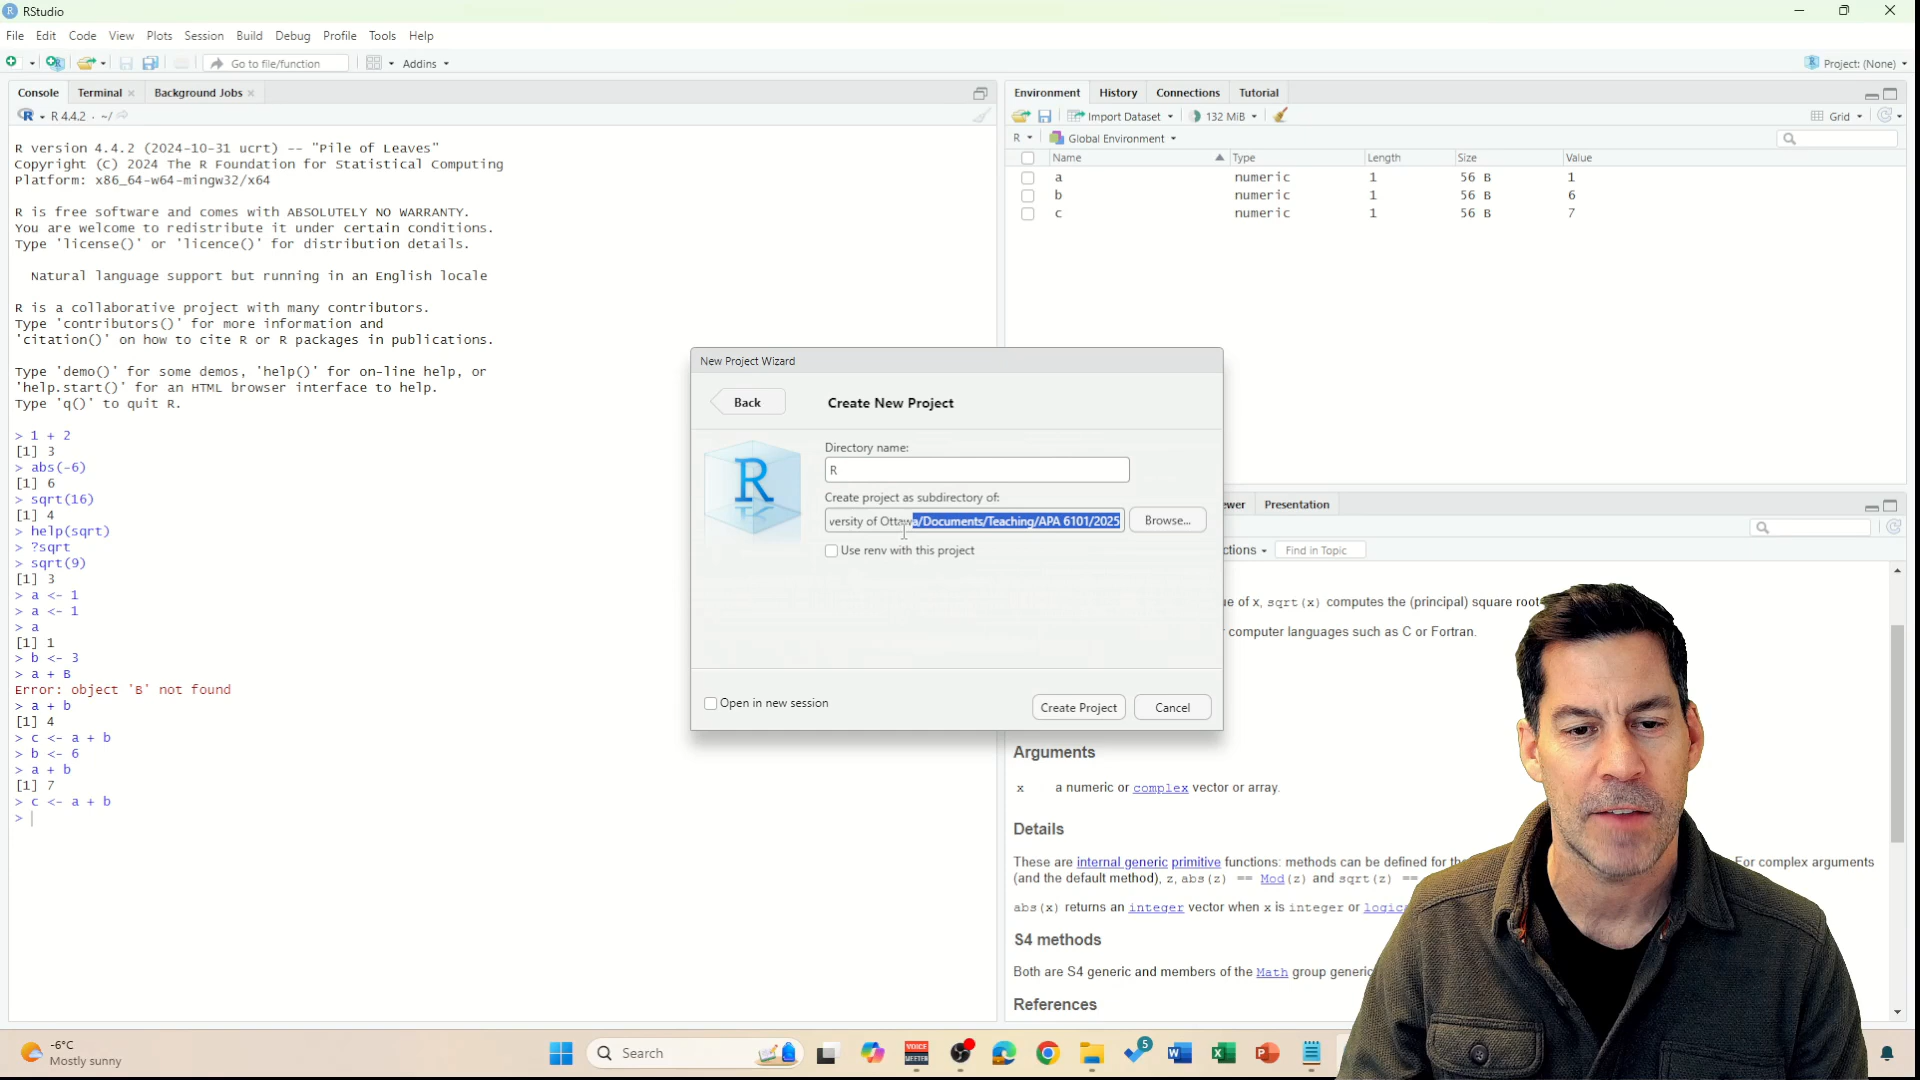 RStudio
File Edit Code View Plots Session Build Debug Profile Tools Help
Go to file/function Addins Project: (None)
Console Terminal Background Jobs
R 4.4.2 · ~/
R version 4.4.2 (2024-10-31 ucrt) -- "Pile of Leaves"
Copyright (C) 2024 The R Foundation for Statistical Computing
Platform: x86_64-w64-mingw32/x64
R is free software and comes with ABSOLUTELY NO WARRANTY.
You are welcome to redistribute it under certain conditions.
Type 'license()' or 'licence()' for distribution details.
Natural language support but running in an English locale
R is a collaborative project with many contributors.
Type 'contributors()' for more information and
'citation()' on how to cite R or R packages in publications.
Type 'demo()' for some demos, 'help()' for on-line help, or
'help.start()' for an HTML browser interface to help.
Type 'q()' to quit R.
> 1 + 2
[1] 3
> abs(-6)
[1] 6
> sqrt(16)
[1] 4
> help(sqrt)
> ?sqrt
> sqrt(9)
[1] 3
> a <- 1
> a <- 1
> a
[1] 1
> b <- 3
> a + B
Error: object 'B' not found
> a + b
[1] 4
> c <- a + b
> b <- 6
> a + b
[1] 7
> c <- a + b
>
Environment History Connections Tutorial
Import Dataset 132 MiB Grid
R Global Environment
Name Type Length Size Value
a numeric 1 56 B 1
b numeric 1 56 B 6
c numeric 1 56 B 7
New Project Wizard
Back Create New Project
R
Directory name:
R
Create project as subdirectory of:
versity of Ottawa/Documents/Teaching/APA 6101/2025 Browse...
Use renv with this project
Open in new session Create Project Cancel
Presentation
Find in Topic
of x, sqrt(x) computes the (principal) square root
computer languages such as C or Fortran.
Arguments
x a numeric or complex vector or array.
Details
These are internal generic primitive functions: methods can be defined for For complex arguments
(and the default method), z, abs(z) == Mod(z) and sqrt(z) ==
abs(x) returns an integer vector when x is integer or
S4 methods
Both are S4 generic and members of the Math group
References
-6°C
Mostly sunny
Search
VOICE
MEETER
5